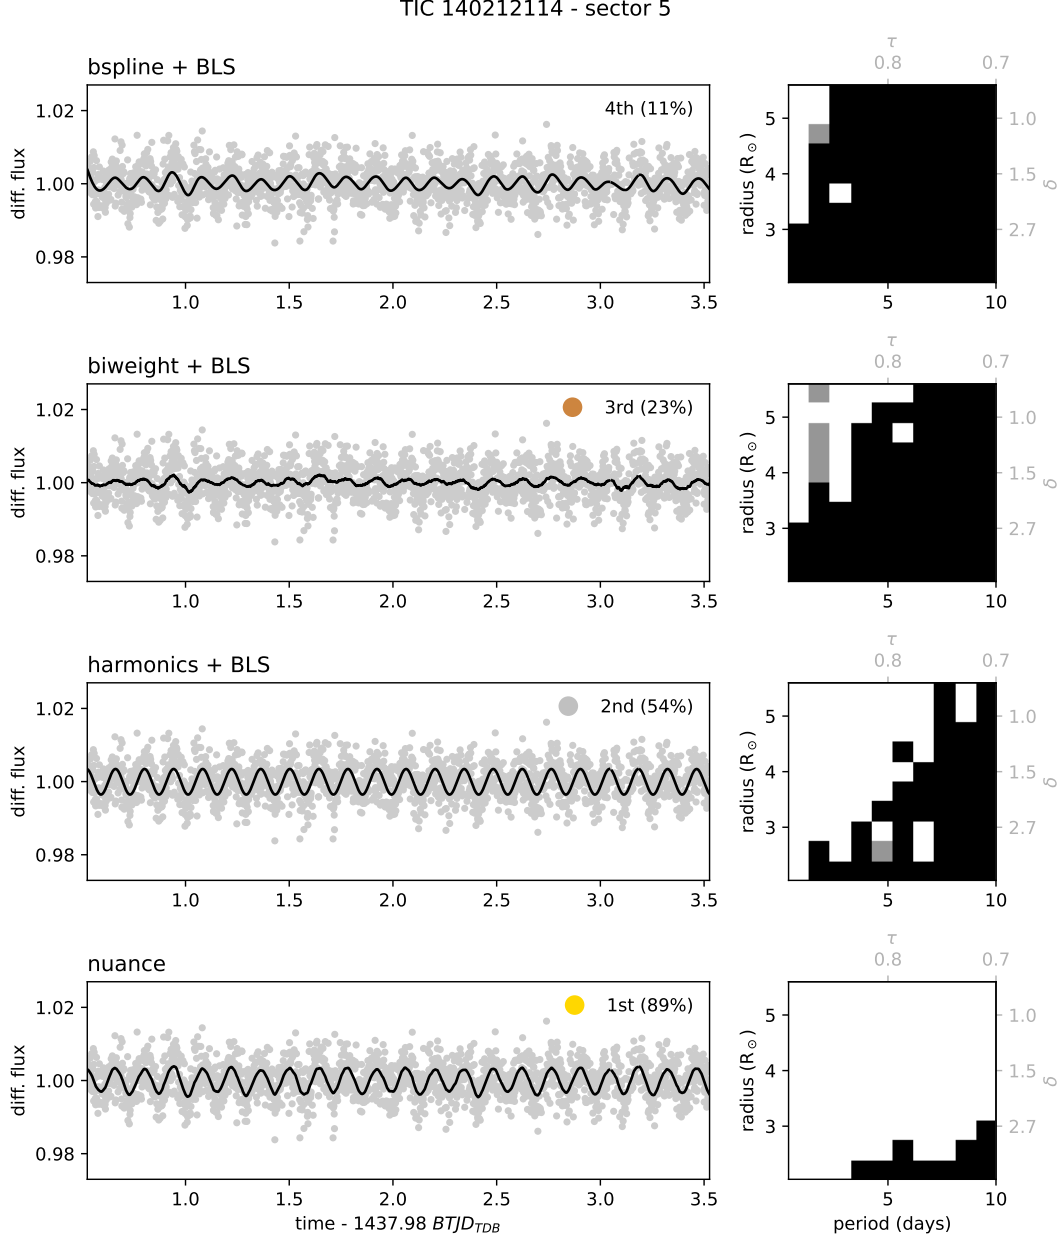 TIC 140212114 - sector 5
bspline + BLS
4th (11%)
diff. flux
1.02
1.00
0.98
1.0 1.5 2.0 2.5 3.0 3.5
τ
0.8 0.7
radius (R☉)
5
4
3
1.0
1.5
2.7
δ
5 10
biweight + BLS
3rd (23%)
diff. flux
1.02
1.00
0.98
1.0 1.5 2.0 2.5 3.0 3.5
τ
0.8 0.7
radius (R☉)
5
4
3
1.0
1.5
2.7
δ
5 10
harmonics + BLS
2nd (54%)
diff. flux
1.02
1.00
0.98
1.0 1.5 2.0 2.5 3.0 3.5
τ
0.8 0.7
radius (R☉)
5
4
3
1.0
1.5
2.7
δ
5 10
nuance
1st (89%)
diff. flux
1.02
1.00
0.98
1.0 1.5 2.0 2.5 3.0 3.5
time - 1437.98 BTJD_TDB
τ
0.8 0.7
radius (R☉)
5
4
3
1.0
1.5
2.7
δ
5 10
period (days)